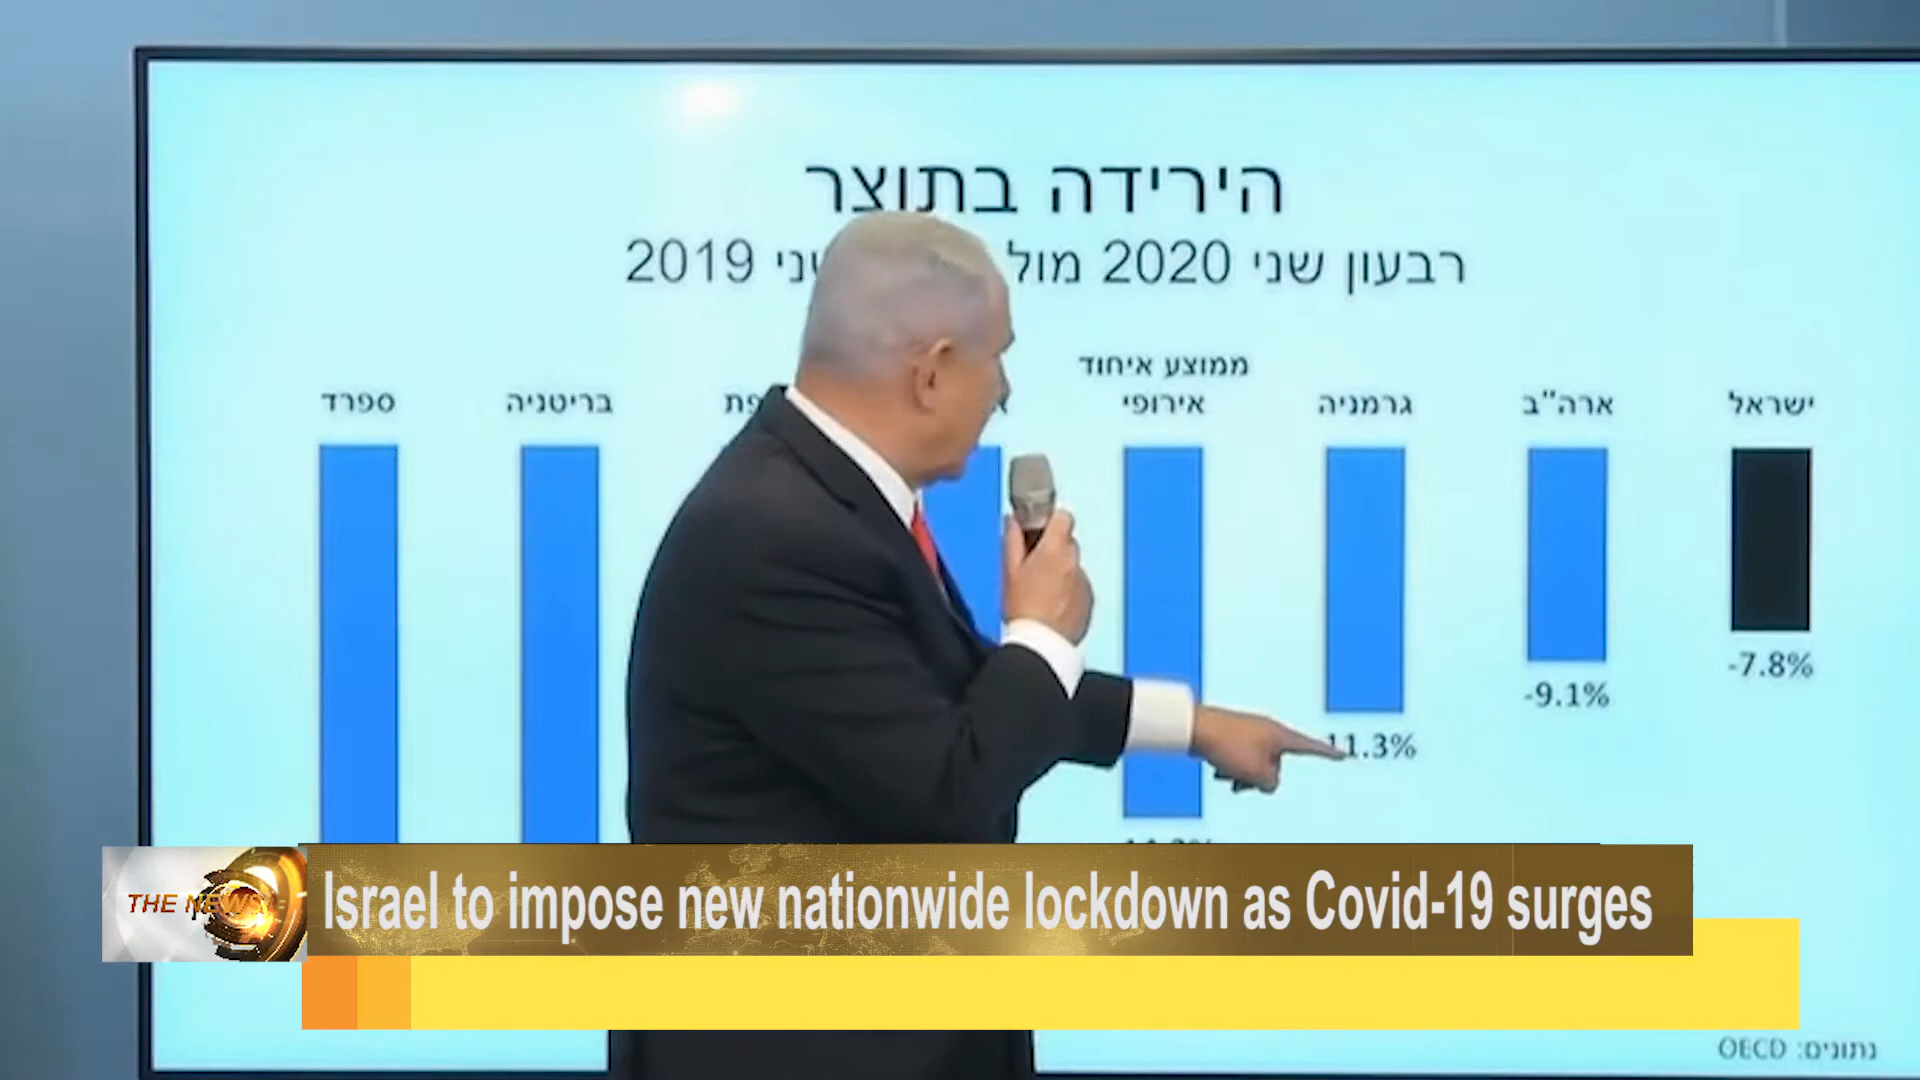 הירידה בתוצר
רבעון שני 2020 מול שני 2019
ממוצע איחוד
ישראל ארה"ב גרמניה אירופי בריטניה ספרד
-7.8%
-9.1%
11.3%
THE NEWS
Israel to impose new nationwide lockdown as Covid-19 surges
נתונים: OECD